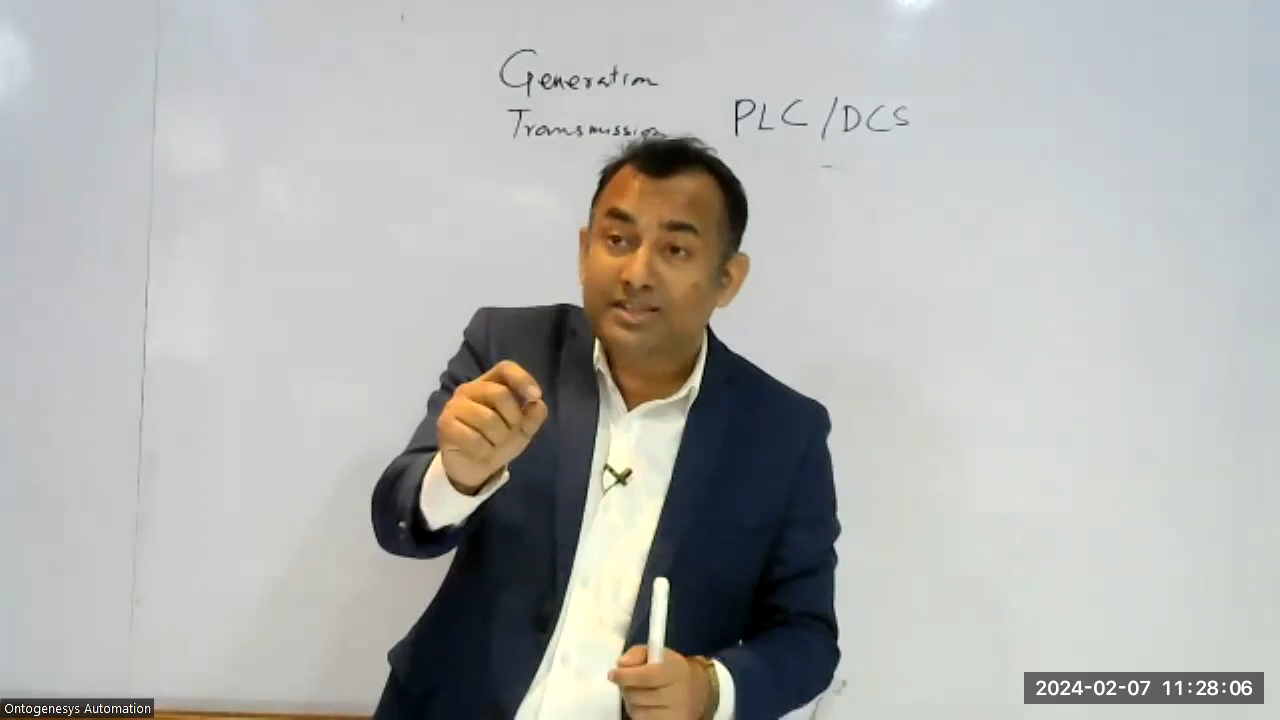 Generation
Transmission PLC/DCS
Ontogenesys Automation
2024-02-07 11:28:06